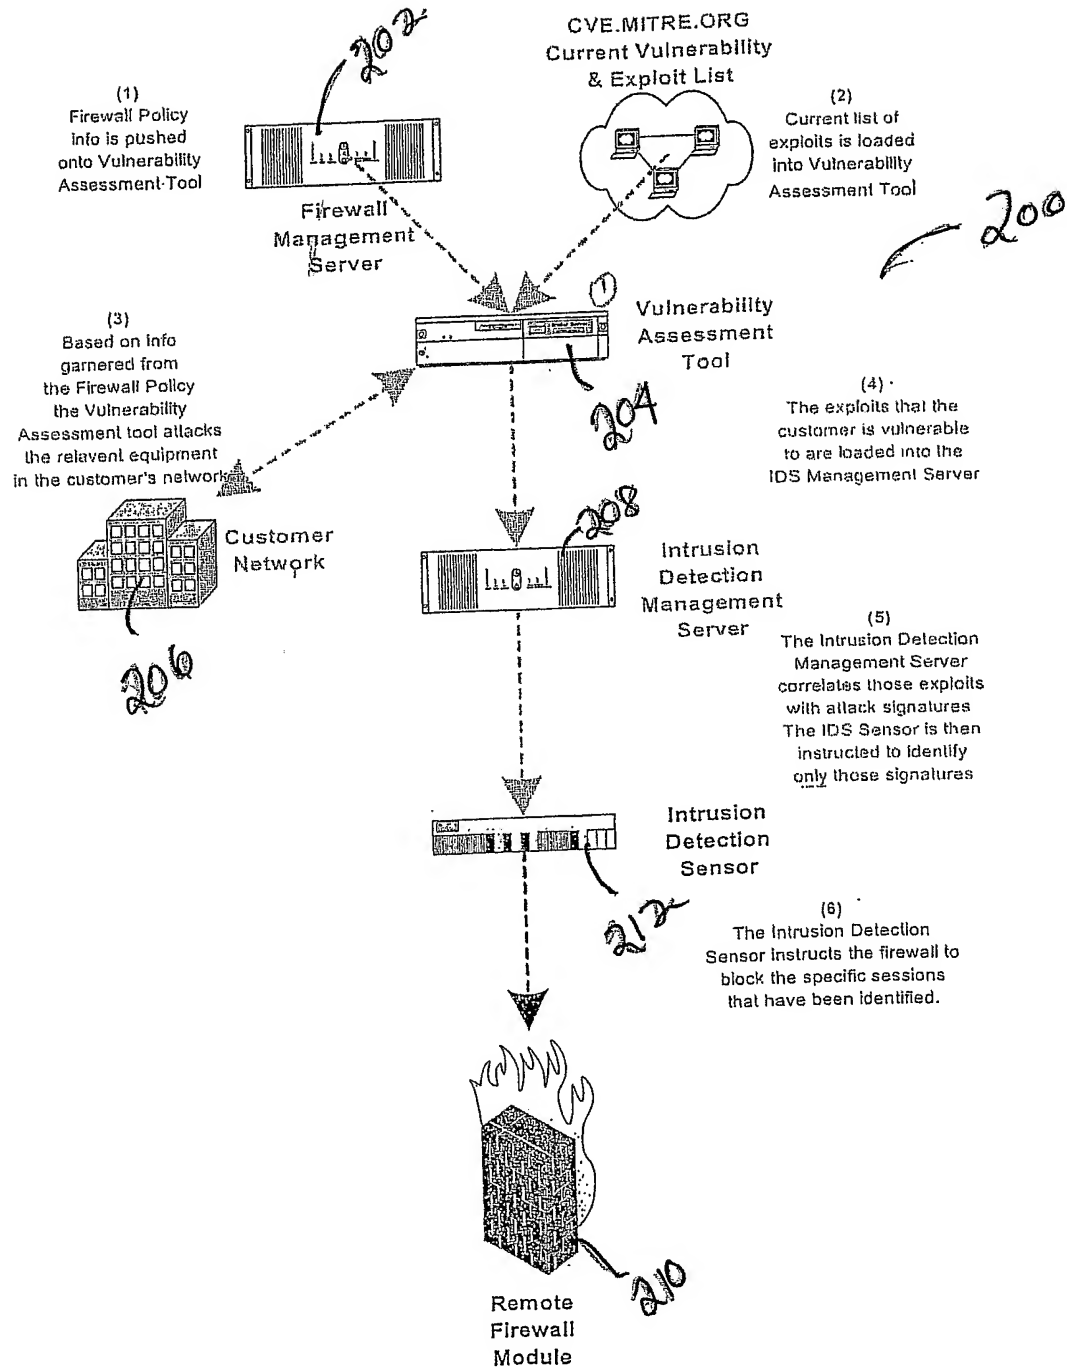 202
CVE.MITRE.ORG
Current Vulnerability
& Exploit List
(1)
Firewall Policy
info is pushed
onto Vulnerability
Assessment Tool
(2)
Current list of
exploits is loaded
into Vulnerability
Assessment Tool
Firewall
Management
Server
200
1
Vulnerability
Assessment
Tool
204
(3)
Based on info
garnered from
the Firewall Policy
the Vulnerability
Assessment tool attacks
the relavent equipment
in the customer's network
(4)
The exploits that the
customer is vulnerable
to are loaded into the
IDS Management Server
Customer
Network
206
208
Intrusion
Detection
Management
Server
(5)
The Intrusion Detection
Management Server
correlates those exploits
with attack signatures
The IDS Sensor is then
instructed to identify
only those signatures
Intrusion
Detection
Sensor
212
(6)
The Intrusion Detection
Sensor instructs the firewall to
block the specific sessions
that have been identified.
210
Remote
Firewall
Module